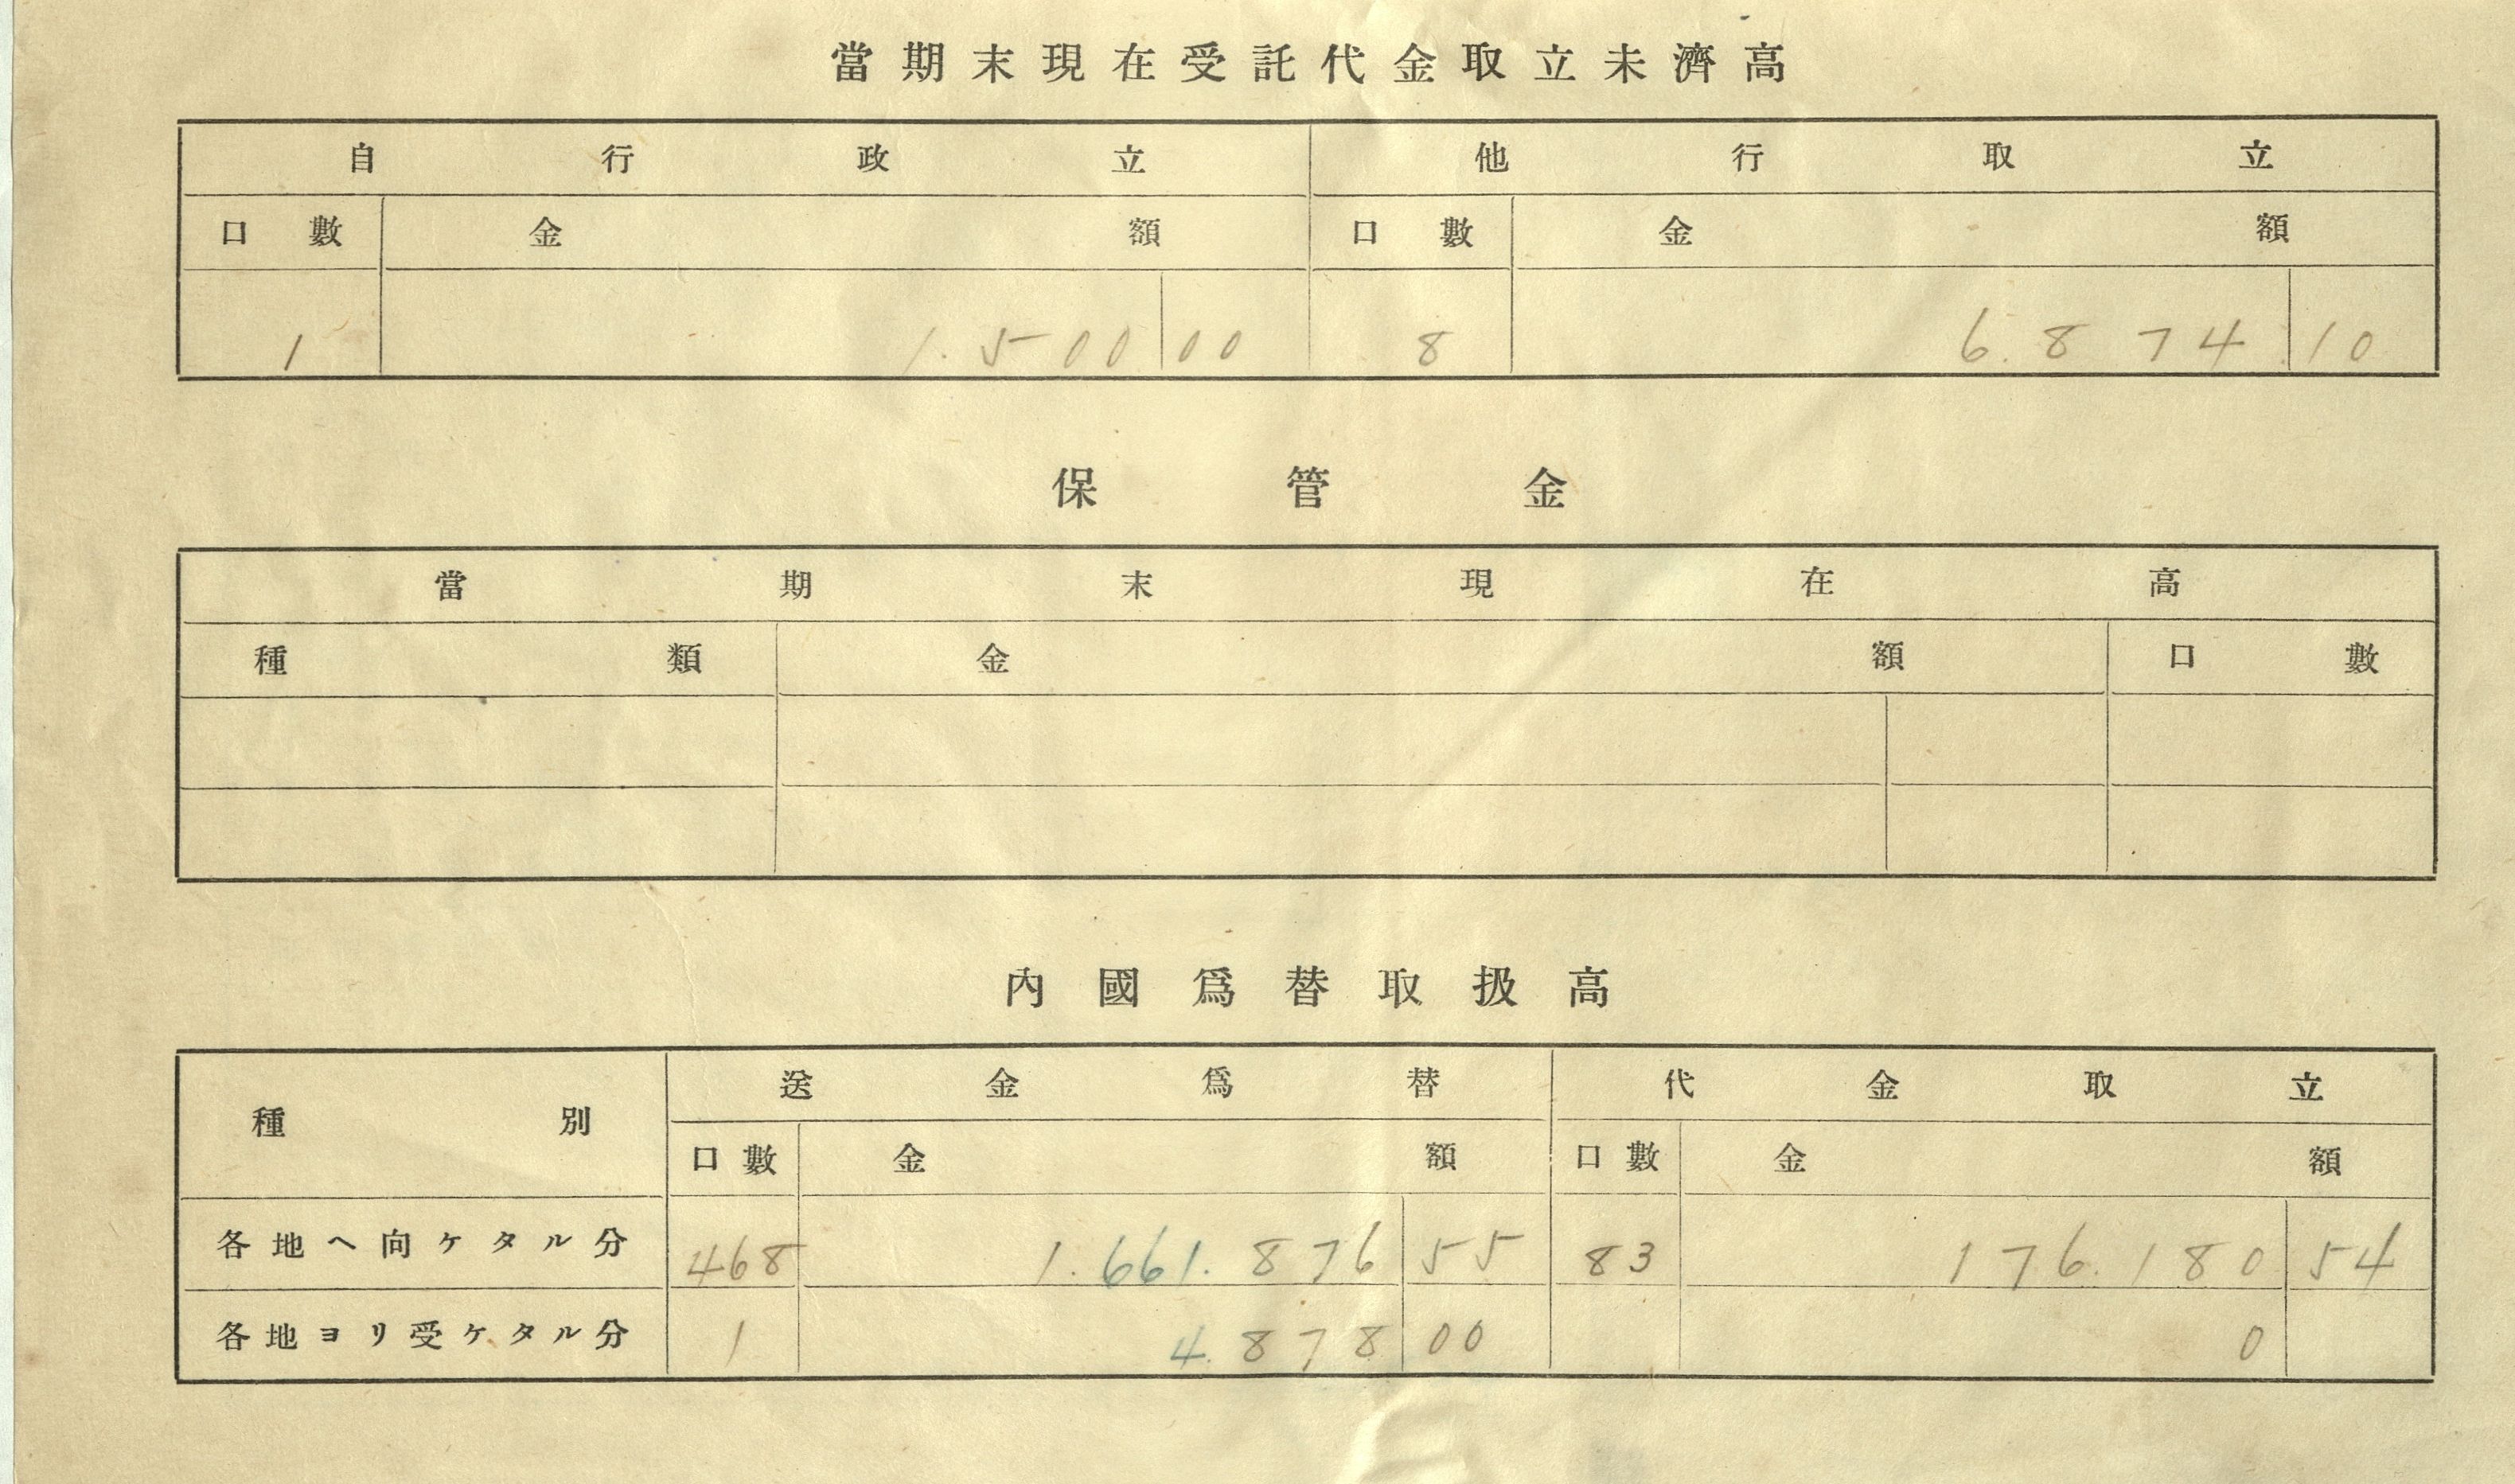 當期末現在受託代金取立未濟高
自行政立 他行取立
口數 金額 口數 金額
1 1.500 00 8 6.874 10
保管金
當期末現在高
種類 金額 口數
內國爲替取扱高
種別 送金爲替 代金取立
口數 金額 口數 金額
各地ヘ向ケタル分 468 1.661.876 55 83 176.180 54
各地ヨリ受ケタル分 1 4.878 00 0